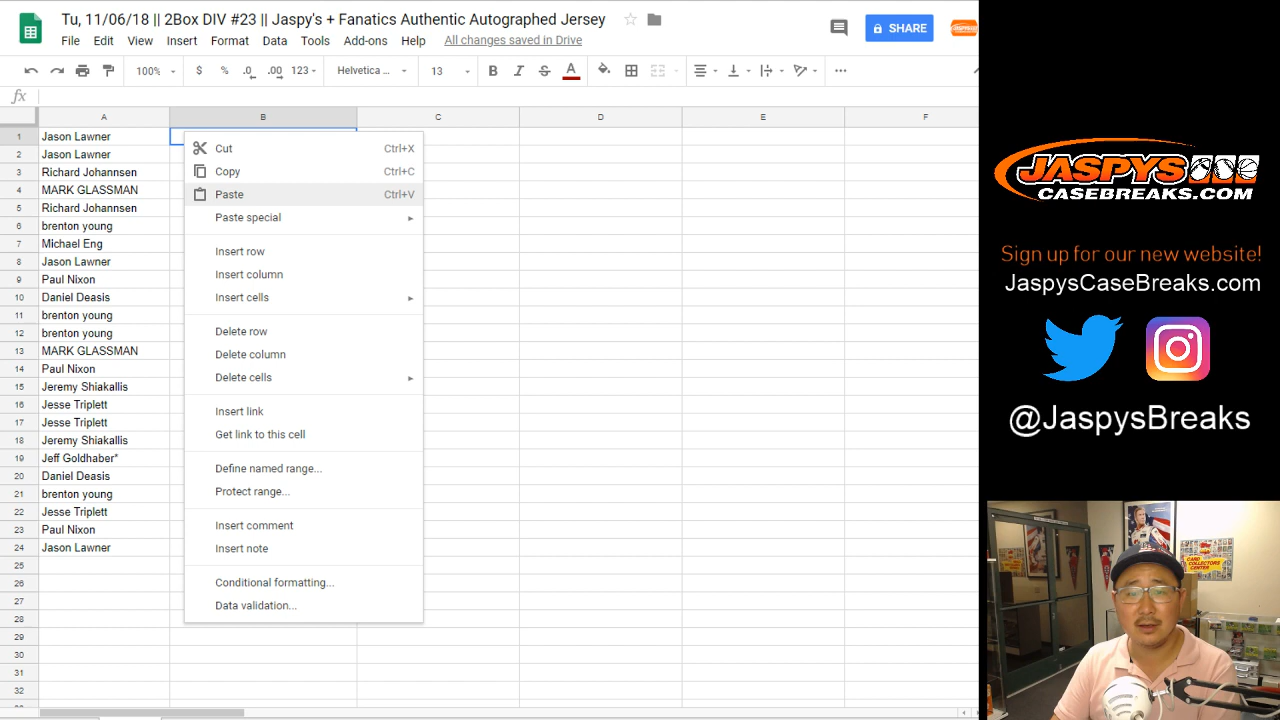 Tu, 11/06/18 || 2Box DIV #23 || Jaspy's + Fanatics Authentic Autographed Jersey
File Edit View Insert Format Data Tools Add-ons Help All changes saved in Drive
SHARE
100% $ % .0 .00 123 Helvetica ... 13 B I S A
fx
A B C D E F
1 Jason Lawner
2 Jason Lawner
3 Richard Johannsen
4 MARK GLASSMAN
5 Richard Johannsen
6 brenton young
7 Michael Eng
8 Jason Lawner
9 Paul Nixon
10 Daniel Deasis
11 brenton young
12 brenton young
13 MARK GLASSMAN
14 Paul Nixon
15 Jeremy Shiakallis
16 Jesse Triplett
17 Jesse Triplett
18 Jeremy Shiakallis
19 Jeff Goldhaber*
20 Daniel Deasis
21 brenton young
22 Jesse Triplett
23 Paul Nixon
24 Jason Lawner
25
26
27
28
29
30
31
32
Cut Ctrl+X
Copy Ctrl+C
Paste Ctrl+V
Paste special
Insert row
Insert column
Insert cells
Delete row
Delete column
Delete cells
Insert link
Get link to this cell
Define named range...
Protect range...
Insert comment
Insert note
Conditional formatting...
Data validation...
JASPYS
CASEBREAKS.COM
Sign up for our new website!
JaspysCaseBreaks.com
@JaspysBreaks
Topps
CARD
COLLECTORS
CENTER